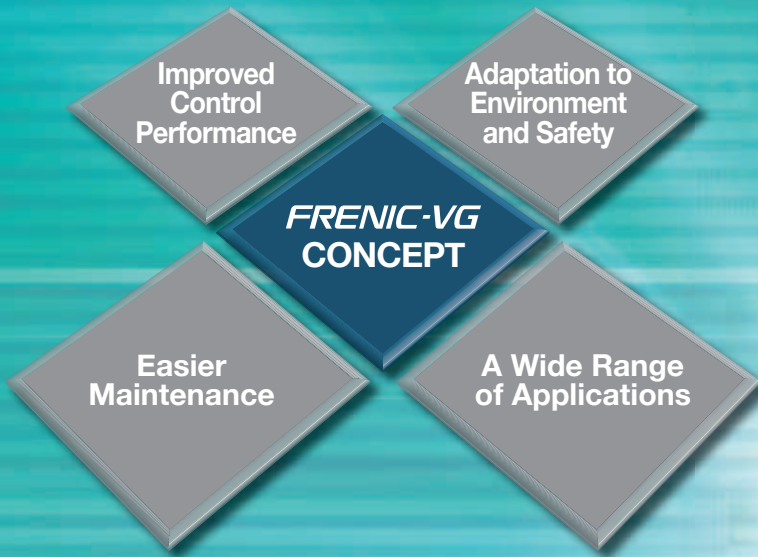 Improved
Control
Performance
Adaptation to
Environment
and Safety
FRENIC-VG
CONCEPT
Easier
Maintenance
A Wide Range
of Applications